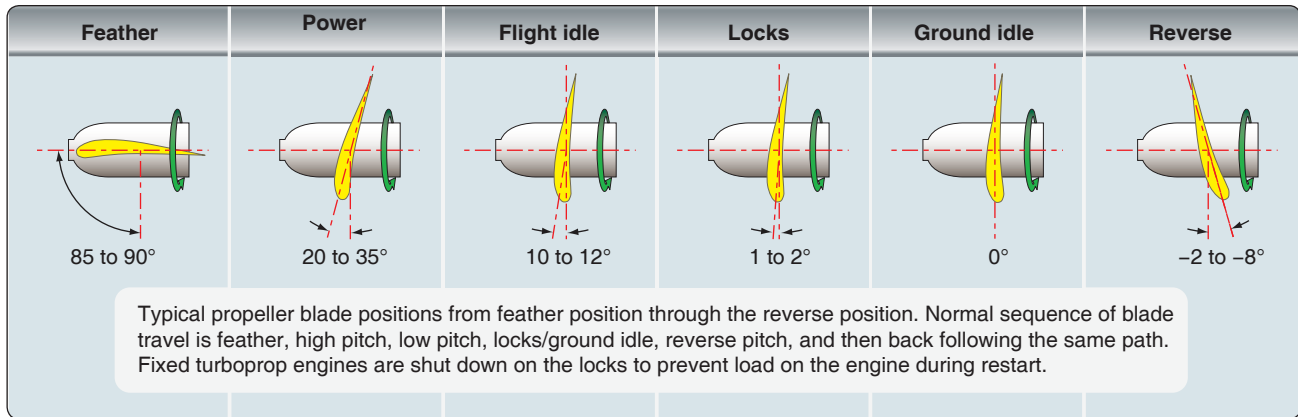 Feather
Power
Flight idle
Locks
Ground idle
Reverse
85 to 90°
20 to 35°
10 to 12°
1 to 2°
0°
−2 to −8°
Typical propeller blade positions from feather position through the reverse position. Normal sequence of blade
travel is feather, high pitch, low pitch, locks/ground idle, reverse pitch, and then back following the same path.
Fixed turboprop engines are shut down on the locks to prevent load on the engine during restart.